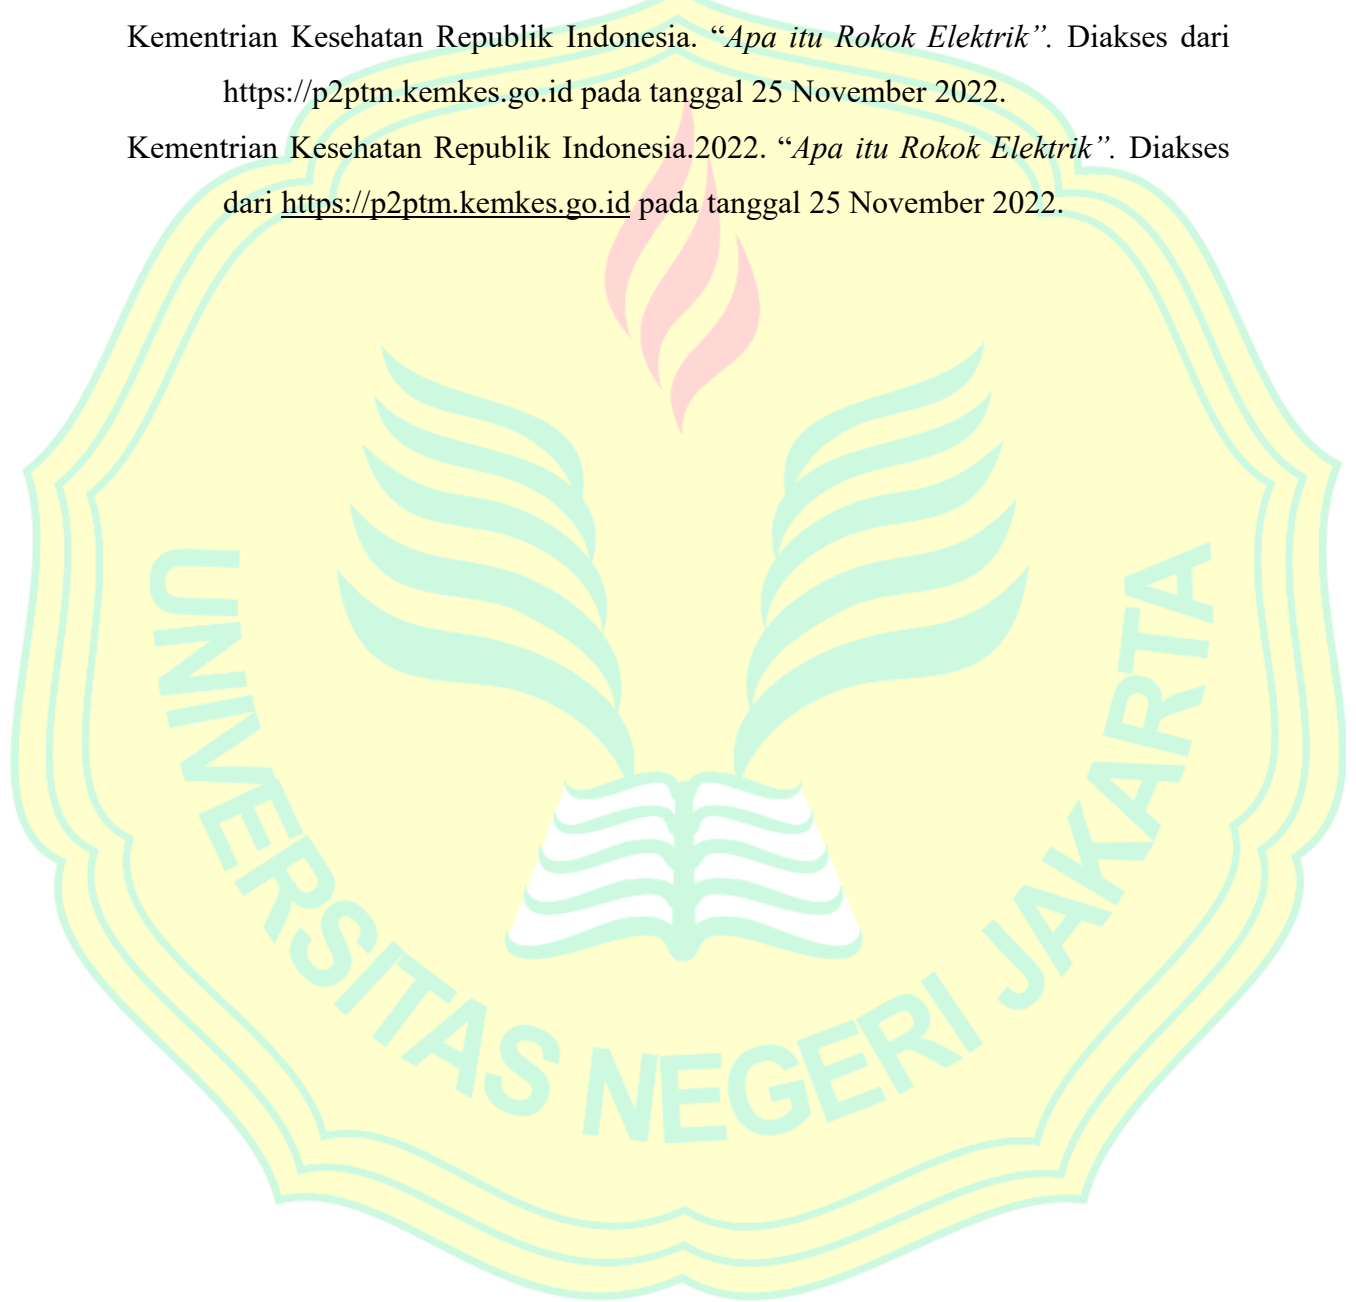 Kementrian Kesehatan Republik Indonesia. “Apa itu Rokok Elektrik”. Diakses dari
https://p2ptm.kemkes.go.id pada tanggal 25 November 2022.
Kementrian Kesehatan Republik Indonesia.2022. “Apa itu Rokok Elektrik”. Diakses
dari https://p2ptm.kemkes.go.id pada tanggal 25 November 2022.
UNIVERSITAS NEGERI JAKARTA